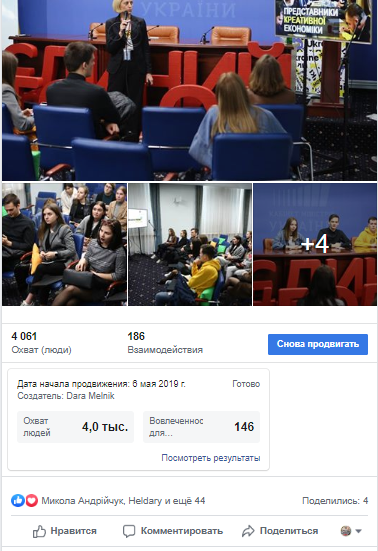 УКРАЇНИ
ПРЕДСТАВНИКИ
КРЕАТИВНОЇ
ЕКОНОМІКИ
+4
4 061
Охват (люди)
186
Взаимодействия
Снова продвигать
Дата начала продвижения: 6 мая 2019 г.
Готово
Создатель: Dara Melnik
Охват
людей
4,0 тыс.
Вовлеченнос
для...
146
Посмотреть результаты
Микола Андрійчук, Heldary и ещё 44
Поделились: 4
Нравится
Комментировать
Поделиться